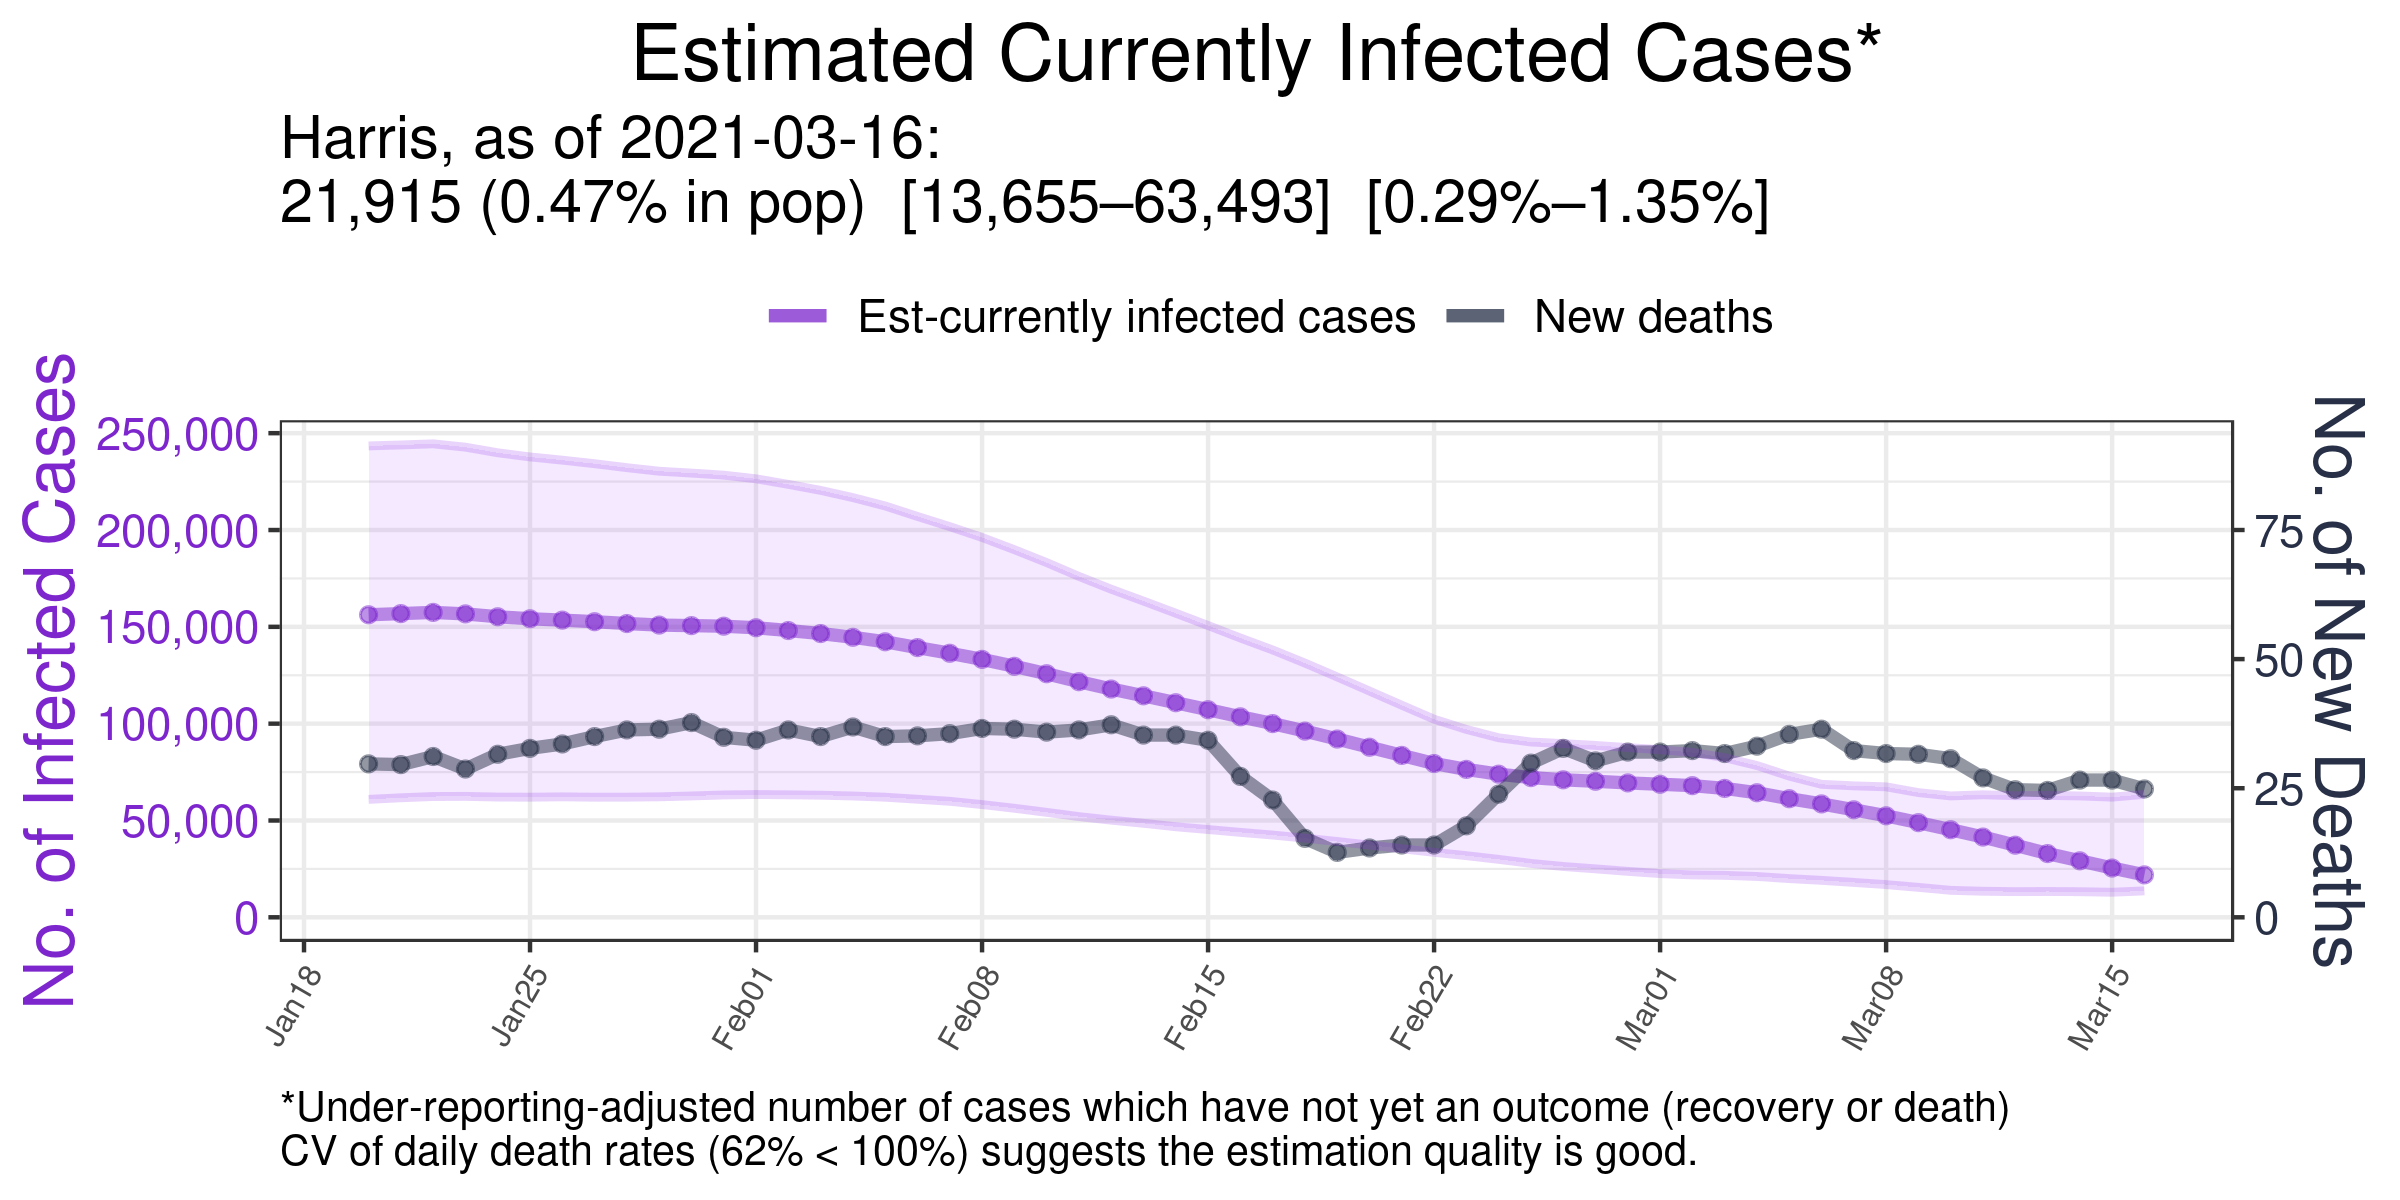 Estimated Currently Infected Cases*
Harris, as of 2021-03-16:
21,915 (0.47% in pop)  [13,655–63,493]  [0.29%–1.35%]
Est-currently infected cases
New deaths
No. of Infected Cases
250,000
200,000
150,000
100,000
50,000
0
No. of New Deaths
75
50
25
0
Jan18
Jan25
Feb01
Feb08
Feb15
Feb22
Mar01
Mar08
Mar15
*Under-reporting-adjusted number of cases which have not yet an outcome (recovery or death)
CV of daily death rates (62% < 100%) suggests the estimation quality is good.